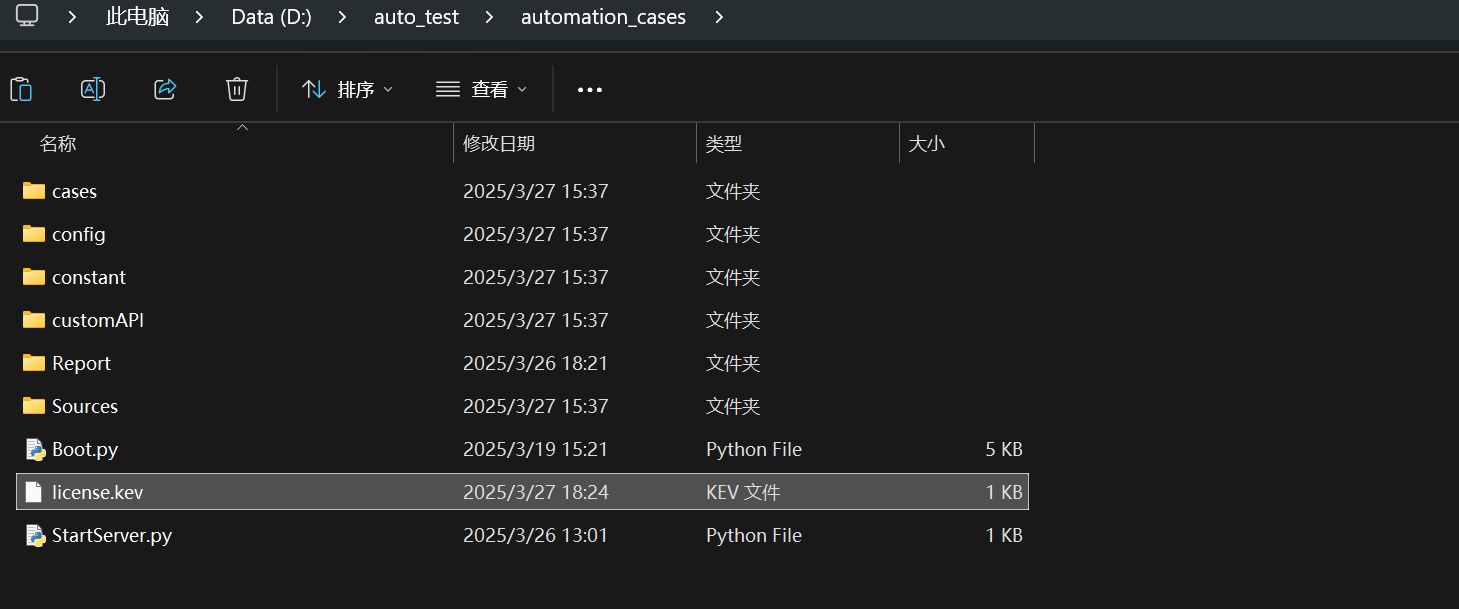 此电脑 > Data (D:) > auto_test > automation_cases >
排序 查看
名称 修改日期 类型 大小
cases 2025/3/27 15:37 文件夹
config 2025/3/27 15:37 文件夹
constant 2025/3/27 15:37 文件夹
customAPI 2025/3/27 15:37 文件夹
Report 2025/3/26 18:21 文件夹
Sources 2025/3/27 15:37 文件夹
Boot.py 2025/3/19 15:21 Python File 5 KB
license.kev 2025/3/27 18:24 KEV 文件 1 KB
StartServer.py 2025/3/26 13:01 Python File 1 KB